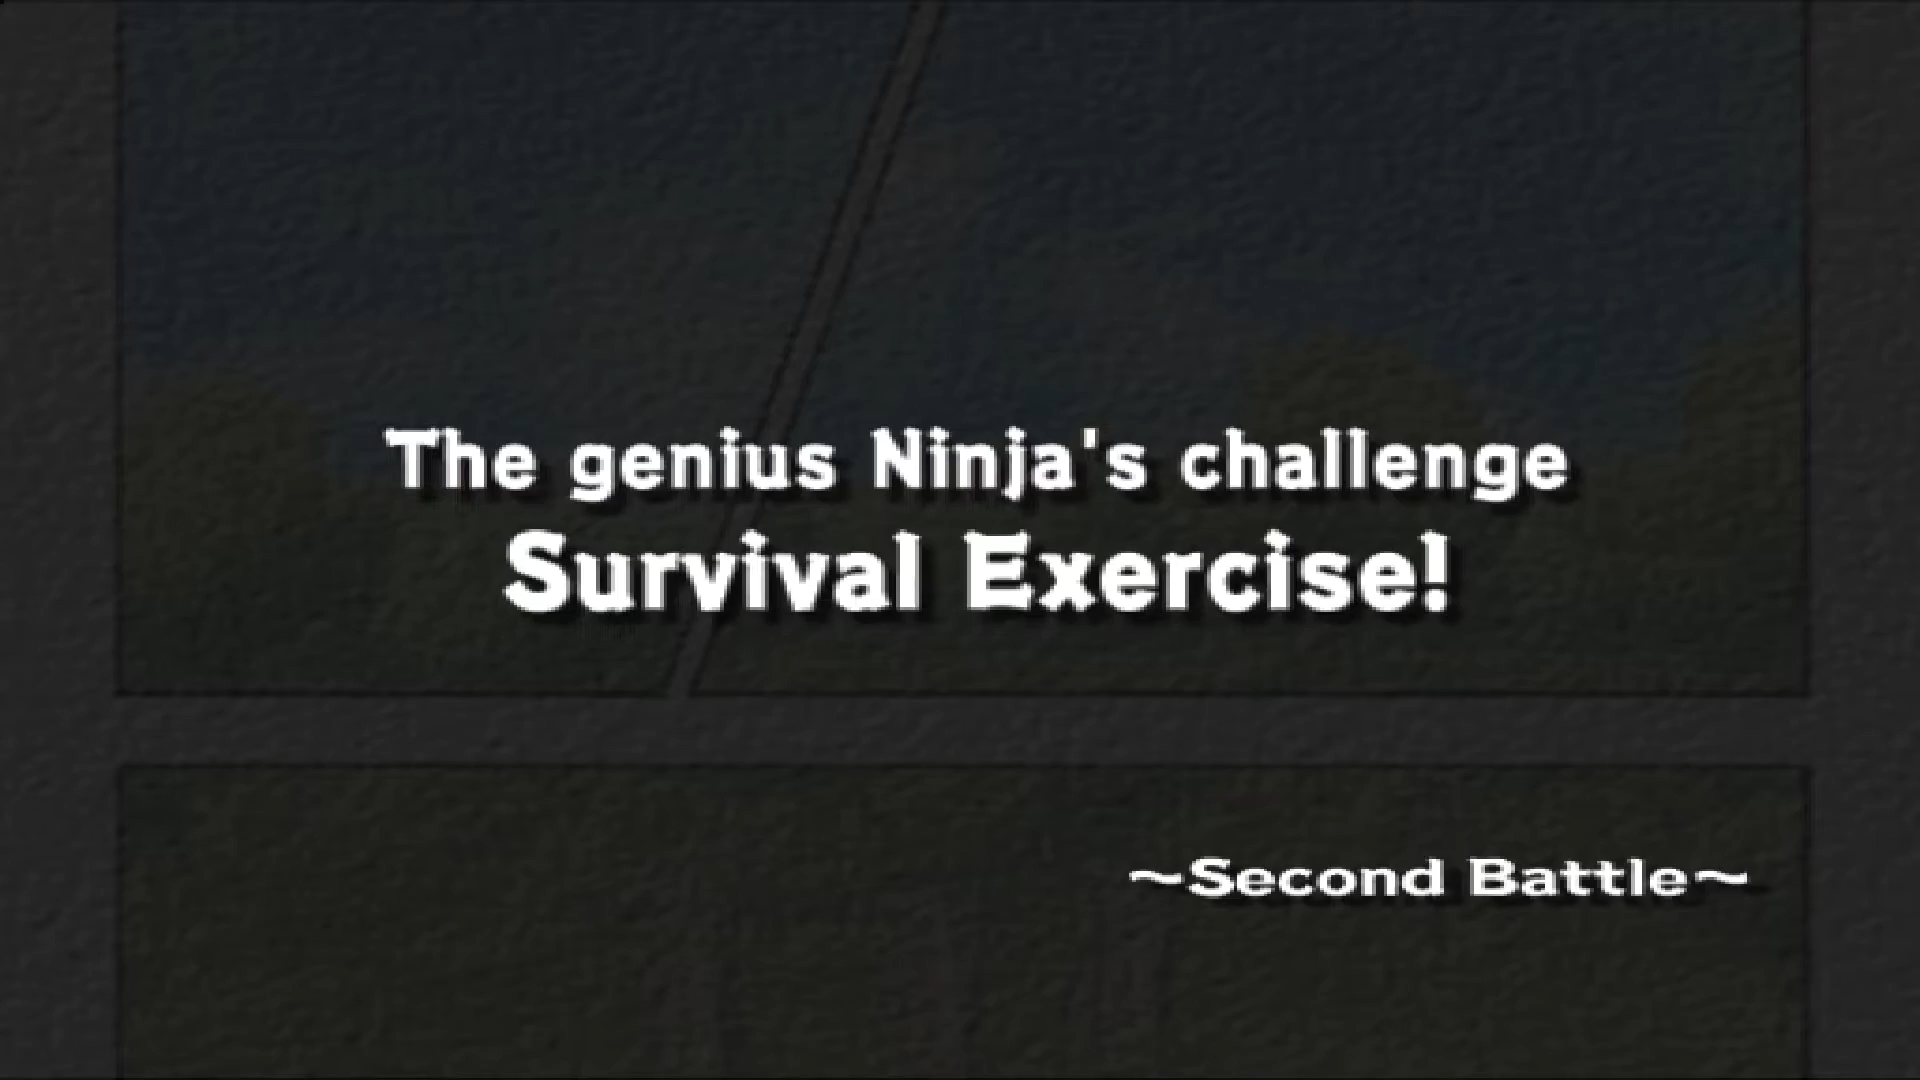 The genius Ninja's challenge
Survival Exercise!
~Second Battle~